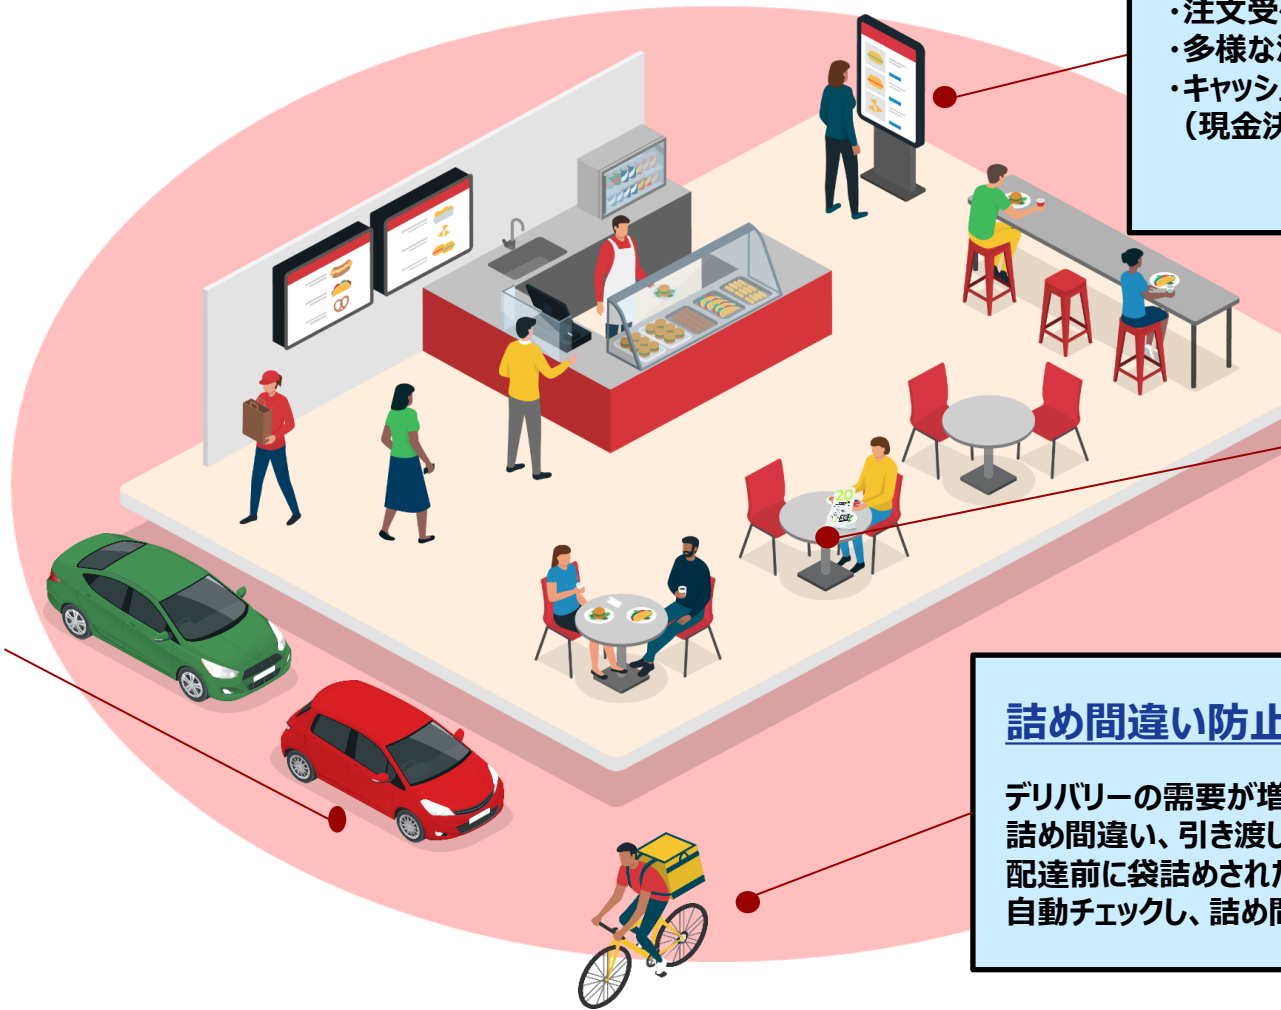 ・注文受
・多様な
・キャッシ
（現金決
20
詰め間違い防止
デリバリーの需要が増
詰め間違い、引き渡し
配達前に袋詰めされた
自動チェックし、詰め間